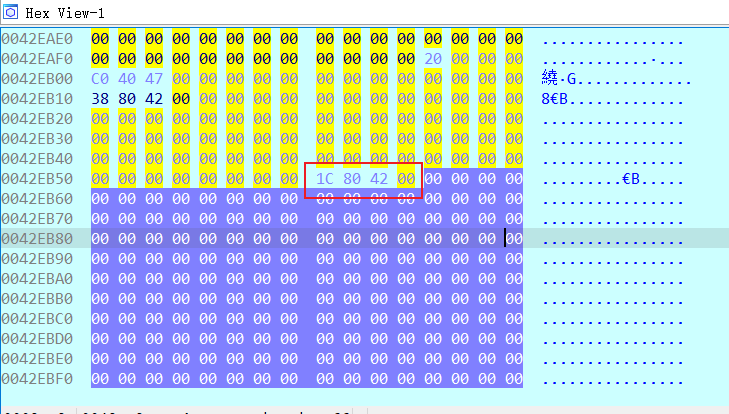 Hex View-1
0042EAE0 00 00 00 00 00 00 00 00 00 00 00 00 00 00 00 00 ................
0042EAF0 00 00 00 00 00 00 00 00 00 00 00 00 20 00 00 00 ............·...
0042EB00 C0 40 47 00 00 00 00 00 00 00 00 00 00 00 00 00 繞·G.............
0042EB10 38 80 42 00 00 00 00 00 00 00 00 00 00 00 00 00 8€B.............
0042EB20 00 00 00 00 00 00 00 00 00 00 00 00 00 00 00 00 ................
0042EB30 00 00 00 00 00 00 00 00 00 00 00 00 00 00 00 00 ................
0042EB40 00 00 00 00 00 00 00 00 00 00 00 00 00 00 00 00 ................
0042EB50 00 00 00 00 00 00 00 00 1C 80 42 00 00 00 00 00 .........€B.....
0042EB60 00 00 00 00 00 00 00 00 00 00 00 00 00 00 00 00 ................
0042EB70 00 00 00 00 00 00 00 00 00 00 00 00 00 00 00 00 ................
0042EB80 00 00 00 00 00 00 00 00 00 00 00 00 00 00 00 00 ................
0042EB90 00 00 00 00 00 00 00 00 00 00 00 00 00 00 00 00 ................
0042EBA0 00 00 00 00 00 00 00 00 00 00 00 00 00 00 00 00 ................
0042EBB0 00 00 00 00 00 00 00 00 00 00 00 00 00 00 00 00 ................
0042EBC0 00 00 00 00 00 00 00 00 00 00 00 00 00 00 00 00 ................
0042EBD0 00 00 00 00 00 00 00 00 00 00 00 00 00 00 00 00 ................
0042EBE0 00 00 00 00 00 00 00 00 00 00 00 00 00 00 00 00 ................
0042EBF0 00 00 00 00 00 00 00 00 00 00 00 00 00 00 00 00 ................